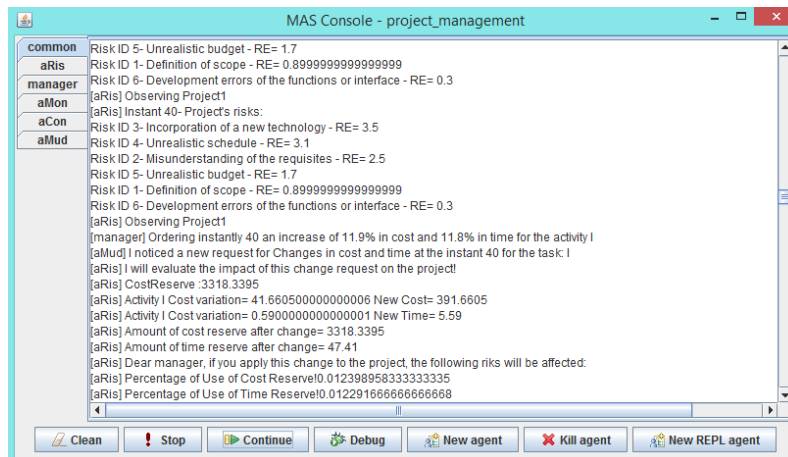 MAS Console - project_management
common
aRis
manager
aMon
aCon
aMud
Risk ID 5- Unrealistic budget - RE= 1.7
Risk ID 1- Definition of scope - RE= 0.8999999999999999
Risk ID 6- Development errors of the functions or interface - RE= 0.3
[aRis] Observing Project1
[aRis] Instant 40- Project's risks:
Risk ID 3- Incorporation of a new technology - RE= 3.5
Risk ID 4- Unrealistic schedule - RE= 3.1
Risk ID 2- Misunderstanding of the requisites - RE= 2.5
Risk ID 5- Unrealistic budget - RE= 1.7
Risk ID 1- Definition of scope - RE= 0.8999999999999999
Risk ID 6- Development errors of the functions or interface - RE= 0.3
[aRis] Observing Project1
[manager] Ordering instantly 40 an increase of 11.9% in cost and 11.8% in time for the activity I
[aMud] I noticed a new request for Changes in cost and time at the instant 40 for the task: I
[aRis] I will evaluate the impact of this change request on the project!
[aRis] CostReserve :3318.3395
[aRis] Activity I Cost variation= 41.660500000000006 New Cost= 391.6605
[aRis] Activity I Cost variation= 0.5900000000000001 New Time= 5.59
[aRis] Amount of cost reserve after change= 3318.3395
[aRis] Amount of time reserve after change= 47.41
[aRis] Dear manager, if you apply this change to the project, the following riks will be affected:
[aRis] Percentage of Use of Cost Reserve!0.012398958333333335
[aRis] Percentage of Use of Time Reserve!0.012291666666666668
Clean
Stop
Continue
Debug
New agent
Kill agent
New REPL agent